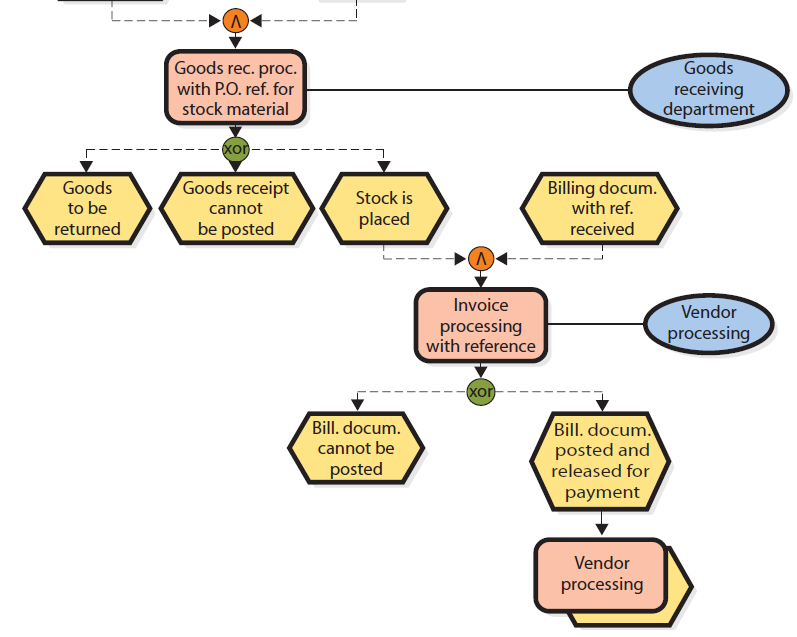 Λ
Goods rec. proc.
with P.O. ref. for
stock material
Goods
receiving
department
xor
Goods
to be
returned
Goods receipt
cannot
be posted
Stock is
placed
Billing docum.
with ref.
received
Λ
Invoice
processing
with reference
Vendor
processing
xor
Bill. docum.
cannot be
posted
Bill. docum.
posted and
released for
payment
Vendor
processing